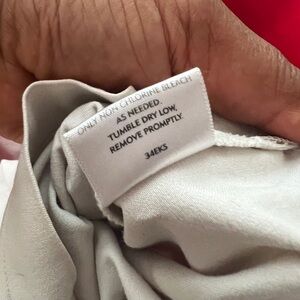 ONLY NON CHLORINE BLEACH
AS NEEDED.
TUMBLE DRY LOW,
REMOVE PROMPTLY.
34EKS